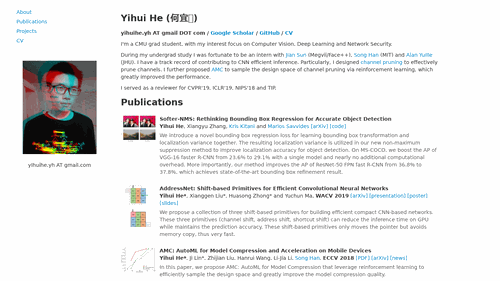 About
Publications
Projects
CV
yihuihe.yh AT gmail.com
Yihui He (何宜)
yihuihe.yh AT gmail DOT com / Google Scholar / GitHub / CV
I'm a CMU grad student, with my interest focus on Computer Vision, Deep Learning and Network Security.
During my undergrad study I was fortunate to be an intern with Jian Sun (Megvii/Face++), Song Han (MIT) and Alan Yuille
(JHU). I have a track record of contributing to CNN efficient inference. Particularly, I designed channel pruning to effectively
prune channels. I further proposed AMC to sample the design space of channel pruning via reinforcement learning, which
greatly improved the performance.
I served as a reviewer for CVPR'19, ICLR'19, NIPS'18 and TIP.
Publications
Softer-NMS: Rethinking Bounding Box Regression for Accurate Object Detection
Yihui He, Xiangyu Zhang, Kris Kitani and Marios Savvides [arXiv] [code]
We introduce a novel bounding box regression loss for learning bounding box transformation and
localization variance together. The resulting localization variance is utilized in our new non-maximum
suppression method to improve localization accuracy for object detection. On MS-COCO, we boost the AP of
VGG-16 faster R-CNN from 23.6% to 29.1% with a single model and nearly no additional computational
overhead. More importantly, our method improves the AP of ResNet-50 FPN fast R-CNN from 36.8% to
37.8%, which achieves state-of-the-art bounding box refinement result.
AddressNet: Shift-based Primitives for Efficient Convolutional Neural Networks
Yihui He*, Xianggen Liu*, Huasong Zhong* and Yuchun Ma. WACV 2019 [arXiv] [presentation] [poster]
[slides]
We propose a collection of three shift-based primitives for building efficient compact CNN-based networks.
These three primitives (channel shift, address shift, shortcut shift) can reduce the inference time on GPU
while maintains the prediction accuracy. These shift-based primitives only moves the pointer but avoids
memory copy, thus very fast.
AMC: AutoML for Model Compression and Acceleration on Mobile Devices
Yihui He*, Ji Lin*, Zhijian Liu, Hanrui Wang, Li-Jia Li, Song Han. ECCV 2018 [PDF] [arXiv] [news]
In this paper, we propose AMC: AutoML for Model Compression that leverage reinforcement learning to
efficiently sample the design space and greatly improve the model compression quality.